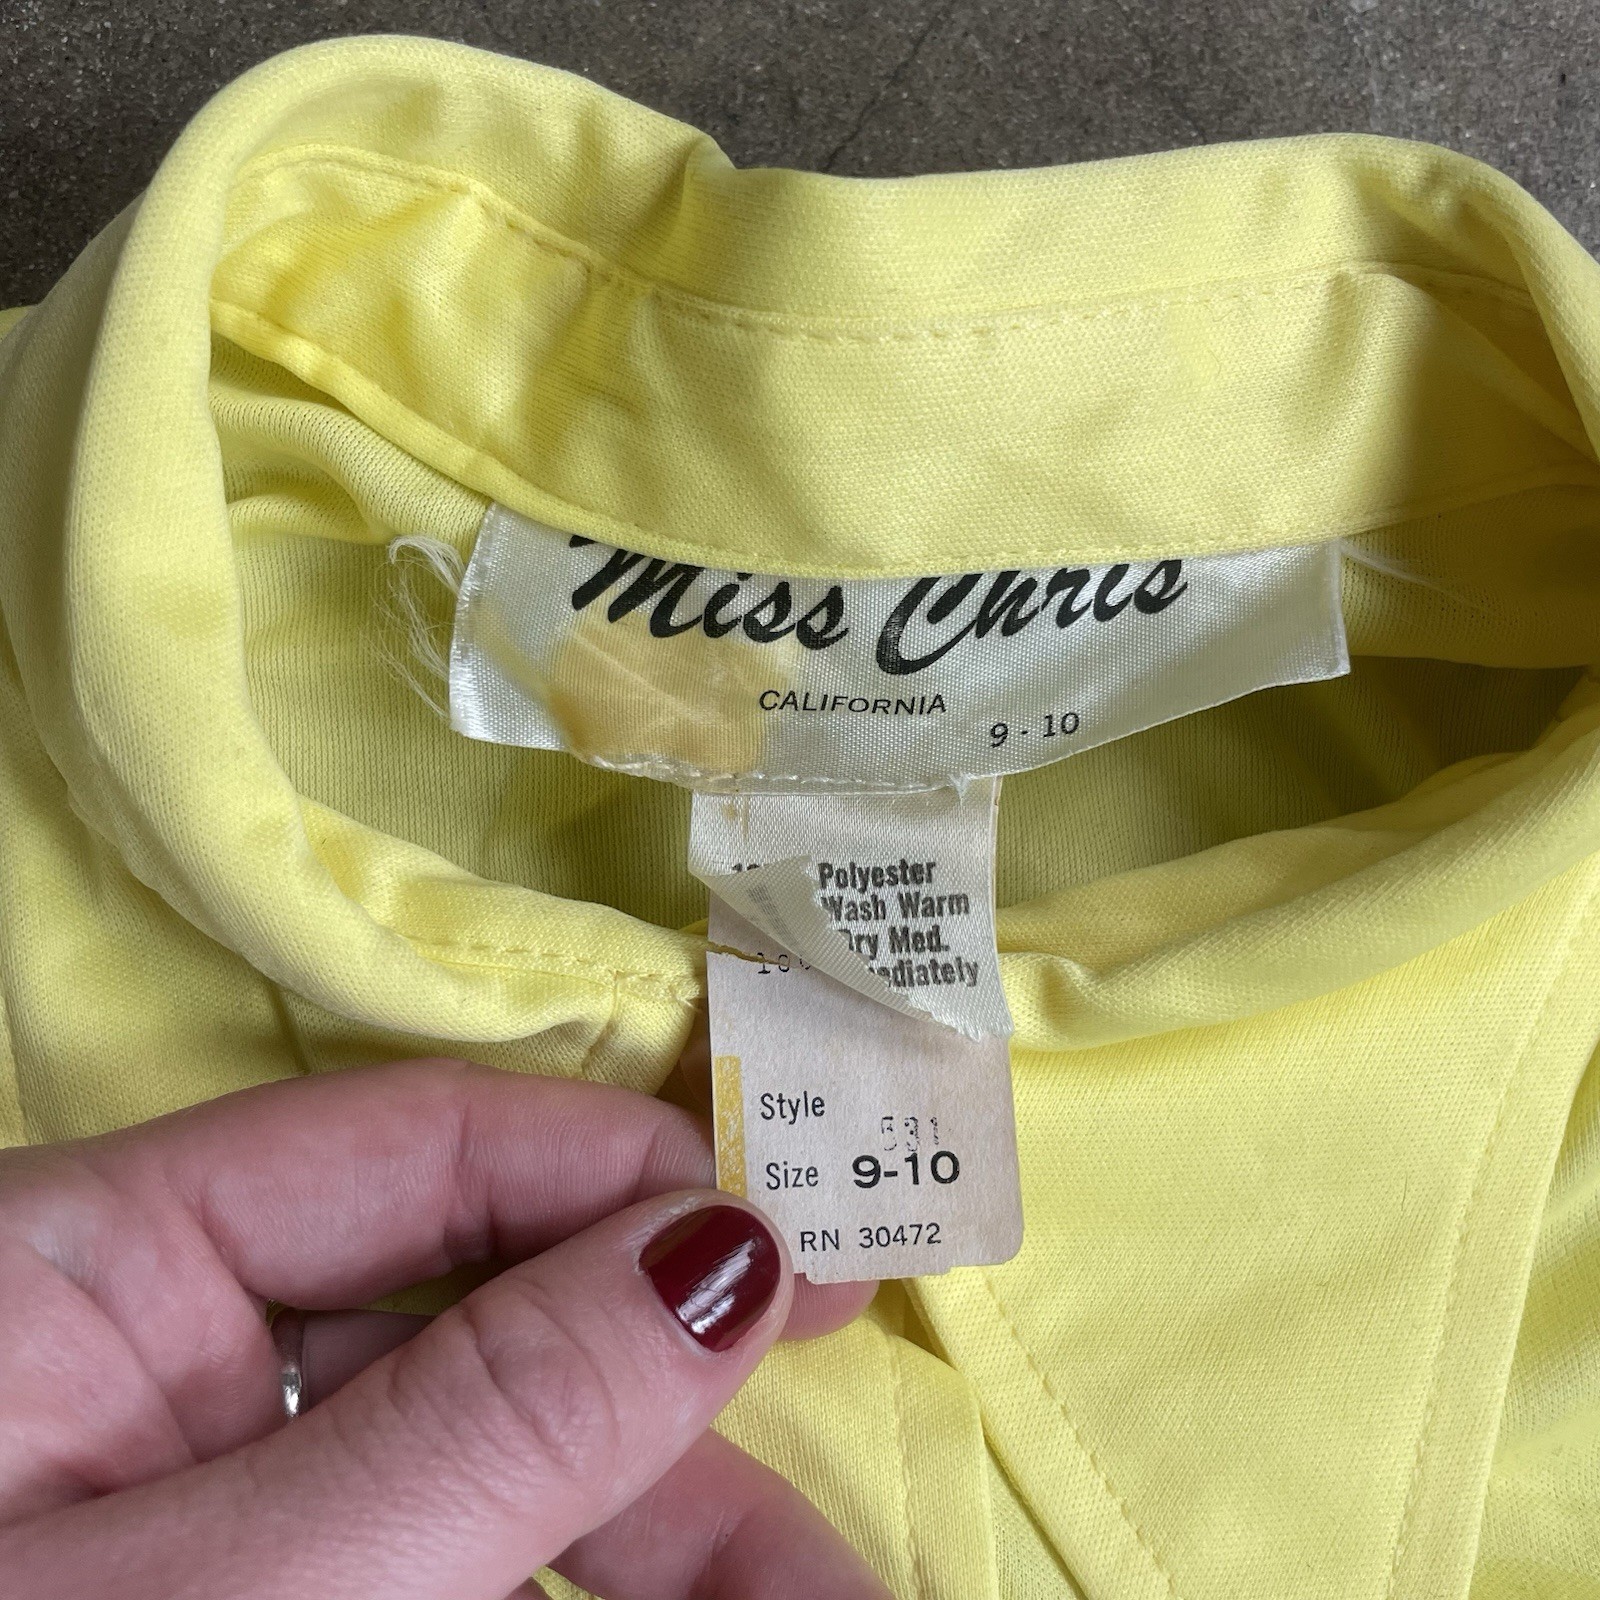 Miss Chris
CALIFORNIA
9-10
Polyester
Wash Warm
Dry Med.
Style
Size 9-10
RN 30472